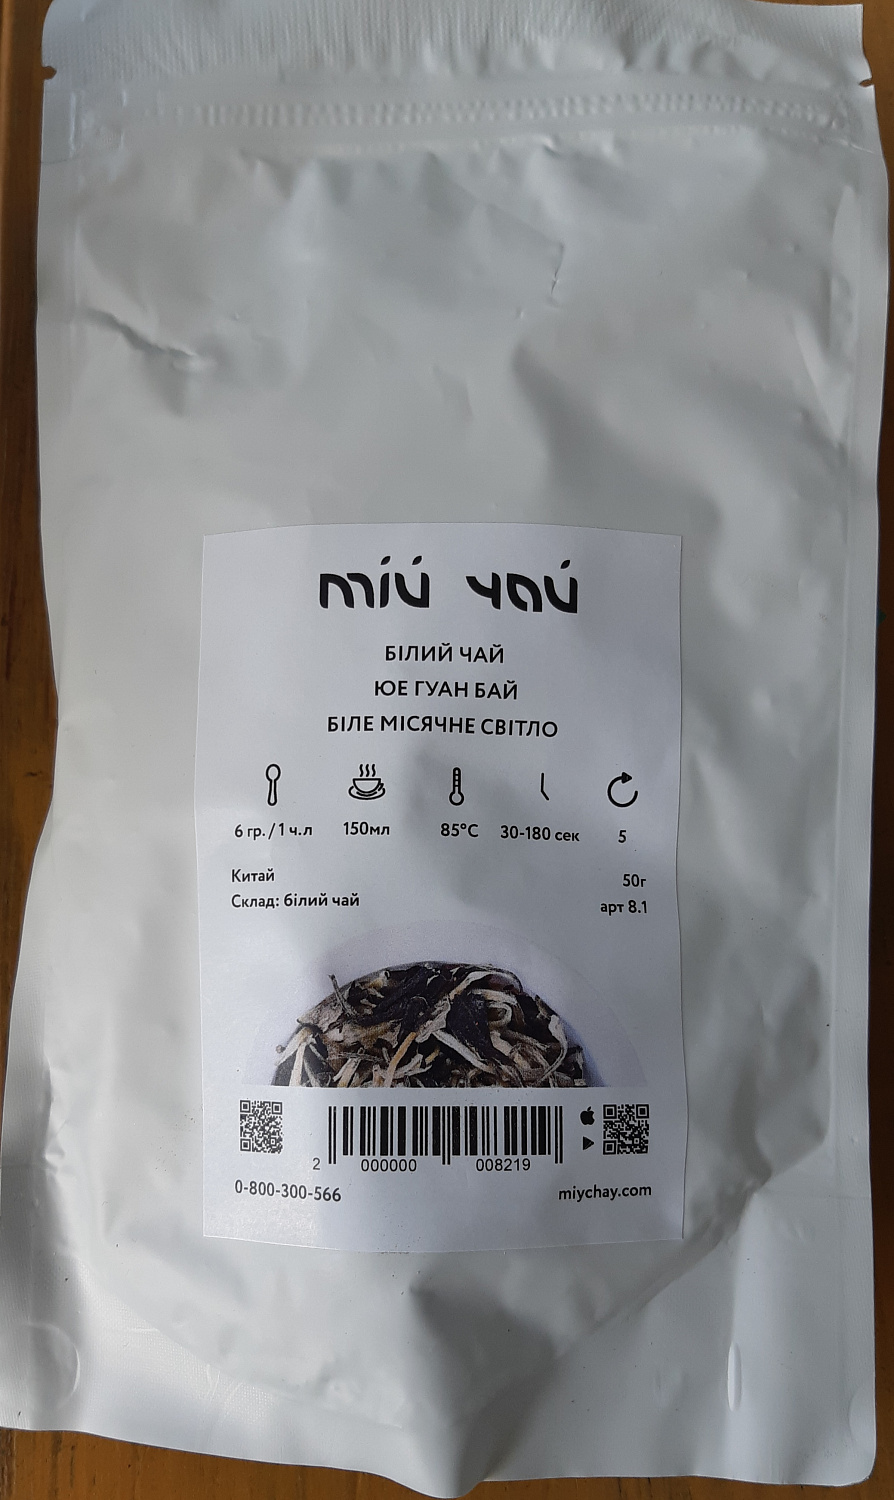 мій чай
БІЛИЙ ЧАЙ
ЮЕ ГУАН БАЙ
БІЛЕ МІСЯЧНЕ СВІТЛО
6 гр. / 1 ч.л 150мл 85°C 30-180 сек 5
Китай 50г
Склад: білий чай арт 8.1
2 000000 008219
0-800-300-566 miychay.com